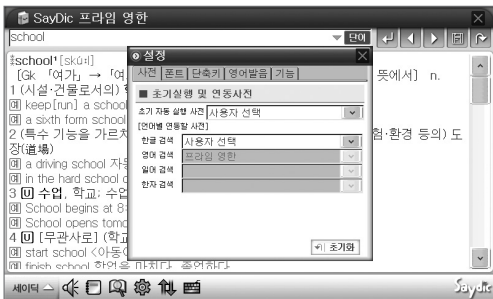 SayDic 프라임 영한
school 단어
school¹ [skúːl]
[Gk 「여가」 → 「여 뜻에서] n.
1 (시설·건물로서의)
예 keep[run] a school
예 a sixth form school
2 (특수 기능을 가르치 험·환경 등의) 도
장(道場)
예 a driving school 자동
예 in the hard school
3 U 수업, 학교; 수업
예 School begins at 8
예 School opens tomo
4 U [무관사로] (학교
예 start school <아동이
예 finish school 학업을 마치다, 졸업하다
설정
사전 폰트 단축키 영어발음 기능
■ 초기실행 및 연동사전
초기 자동 실행 사전 사용자 선택
[언어별 연동할 사전]
한글 검색 사용자 선택
영어 검색 프라임 영한
일어 검색
한자 검색
초기화
세이딕
Saydic